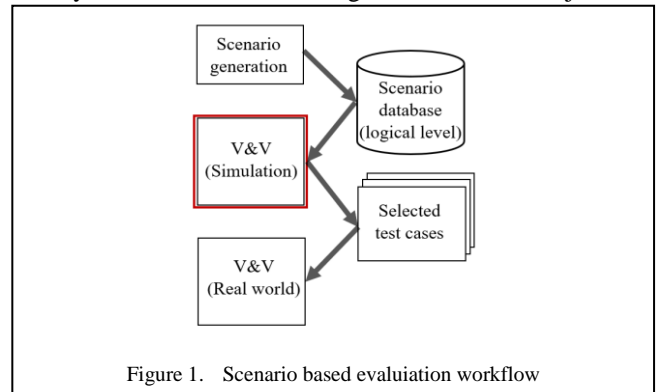 Scenario
generation
Scenario
database
(logical level)
V&V
(Simulation)
Selected
test cases
V&V
(Real world)
Figure 1. Scenario based evaluiation workflow